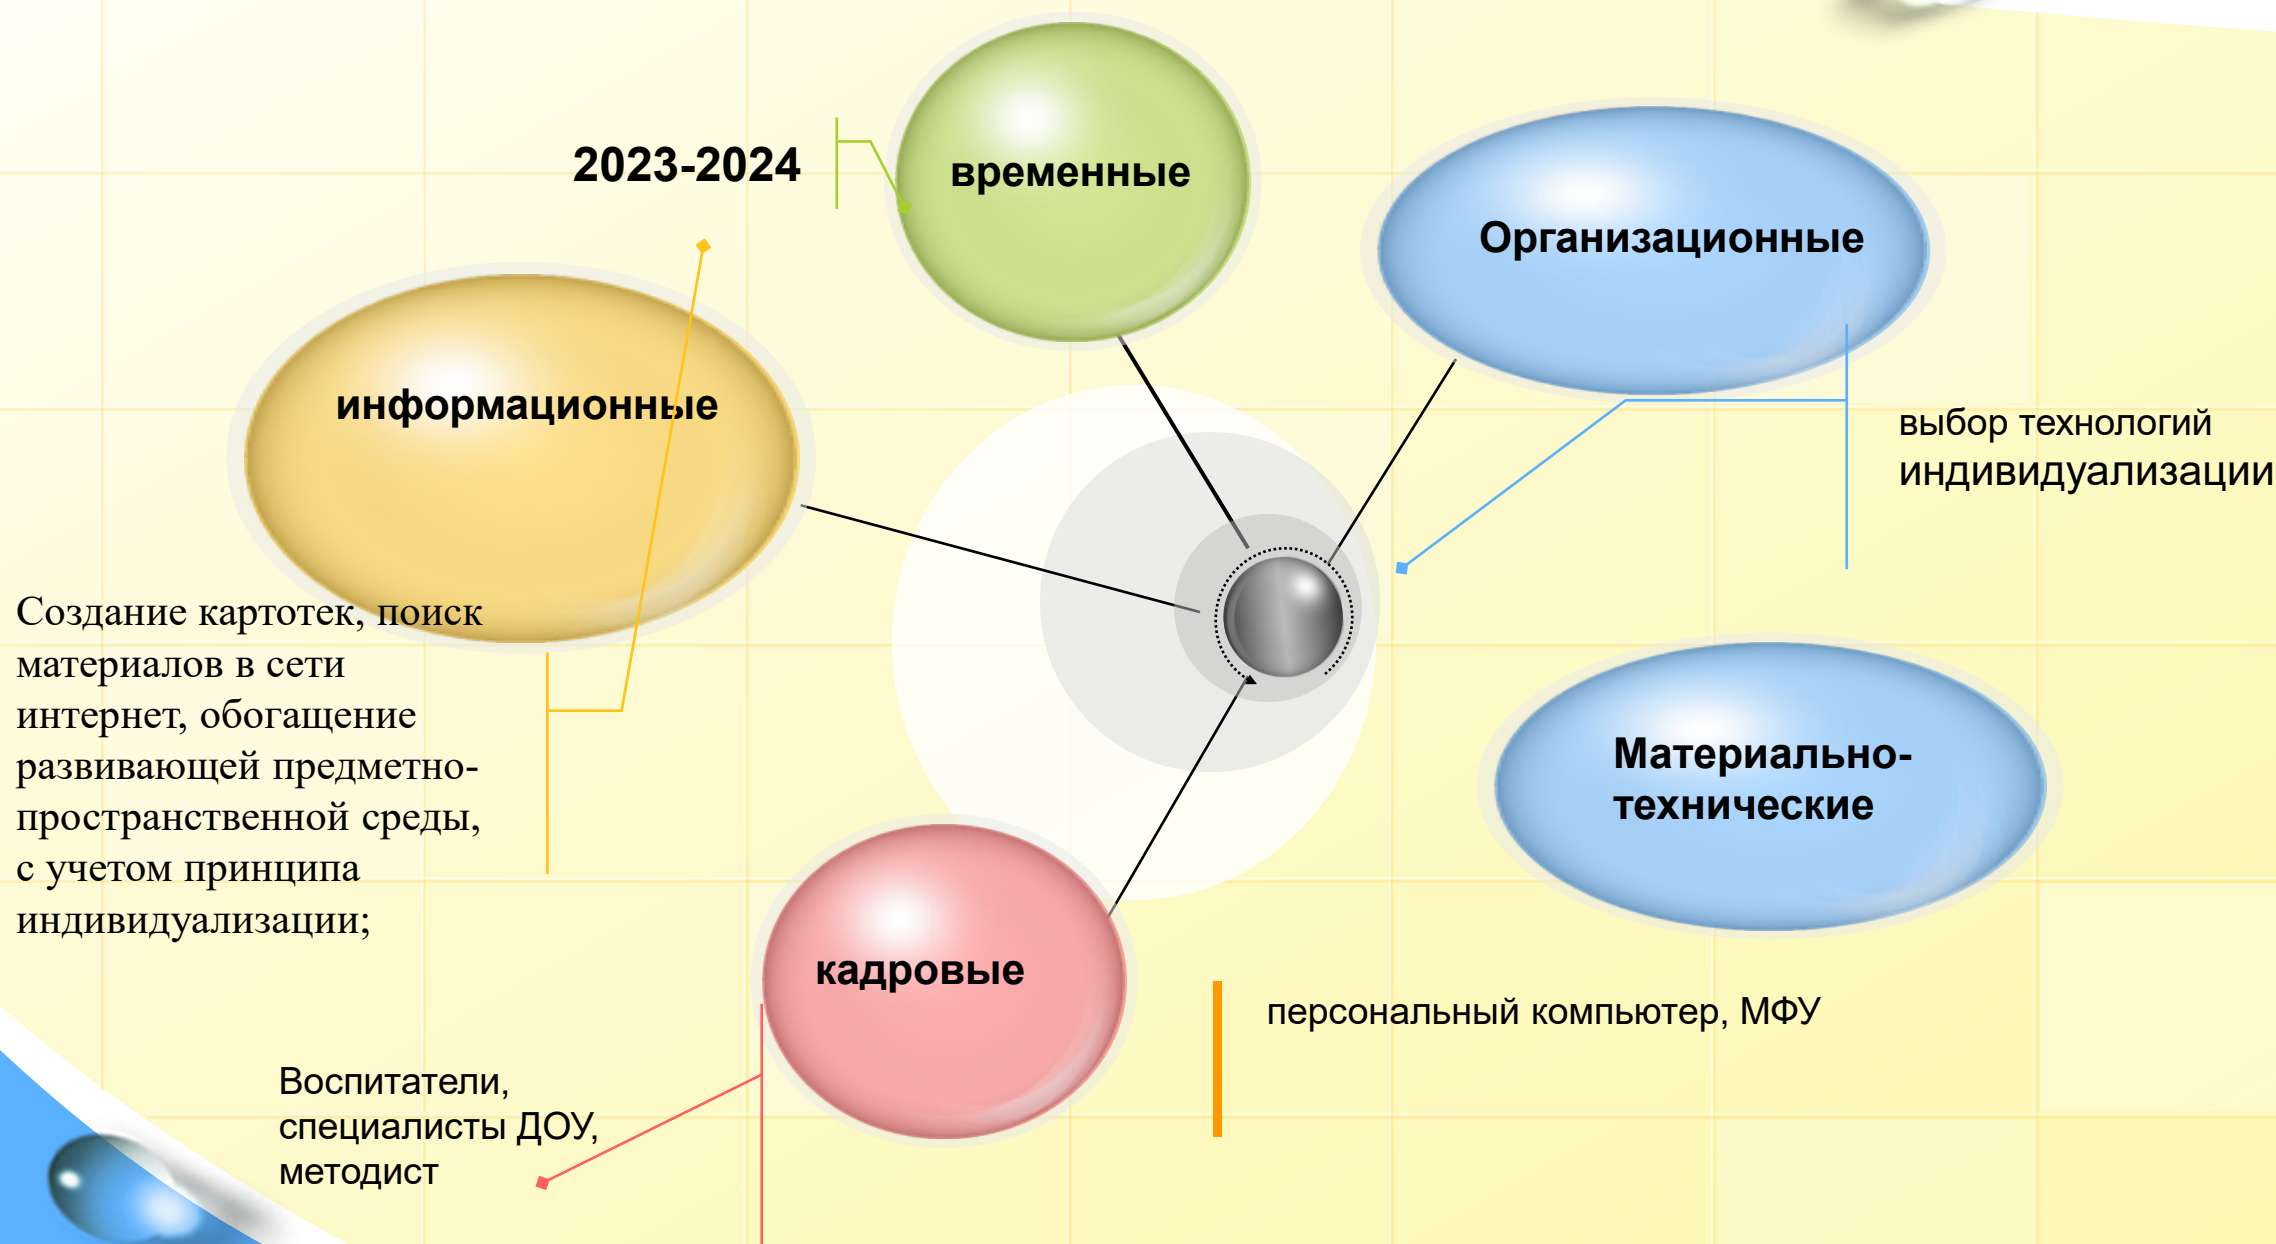 временные
2023-2024
Организационные
информационные
выбор технологий
индивидуализации
Создание картотек, поиск
материалов в сети
интернет, обогащение
развивающей предметно-
пространственной среды,
с учетом принципа
индивидуализации;
Материально-
технические
кадровые
персональный компьютер, МФУ
Воспитатели,
специалисты ДОУ,
методист